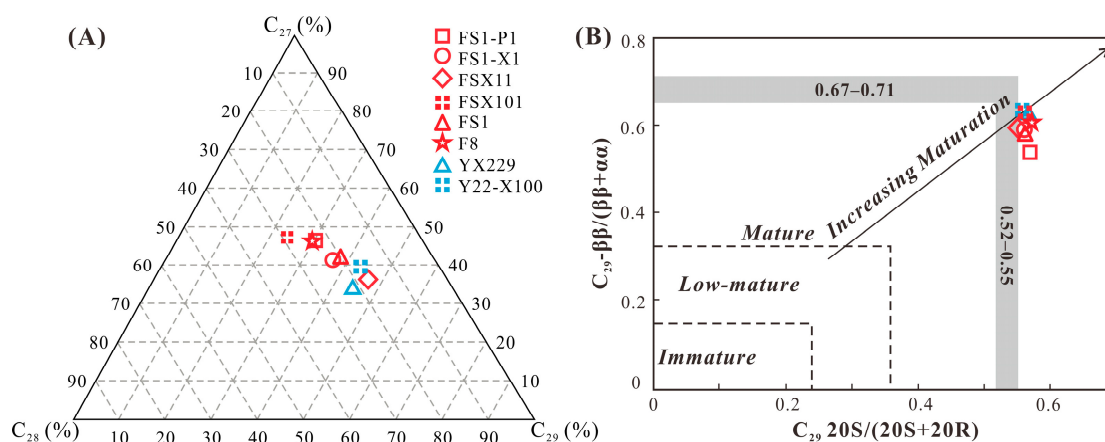 (A)
C₂₇ (%)
10
20
30
40
50
60
70
80
90
90
80
70
60
50
40
30
20
10
C₂₈ (%)
10 20 30 40 50 60 70 80 90
C₂₉ (%)
FS1-P1
FS1-X1
FSX11
FSX101
FS1
F8
YX229
Y22-X100
(B)
0.8
0.6
0.4
0.2
0
C₂₉-ββ/(ββ+αα)
0.67–0.71
Increasing Maturation
0.52–0.55
Mature
Low-mature
Immature
0 0.2 0.4 0.6
C₂₉ 20S/(20S+20R)